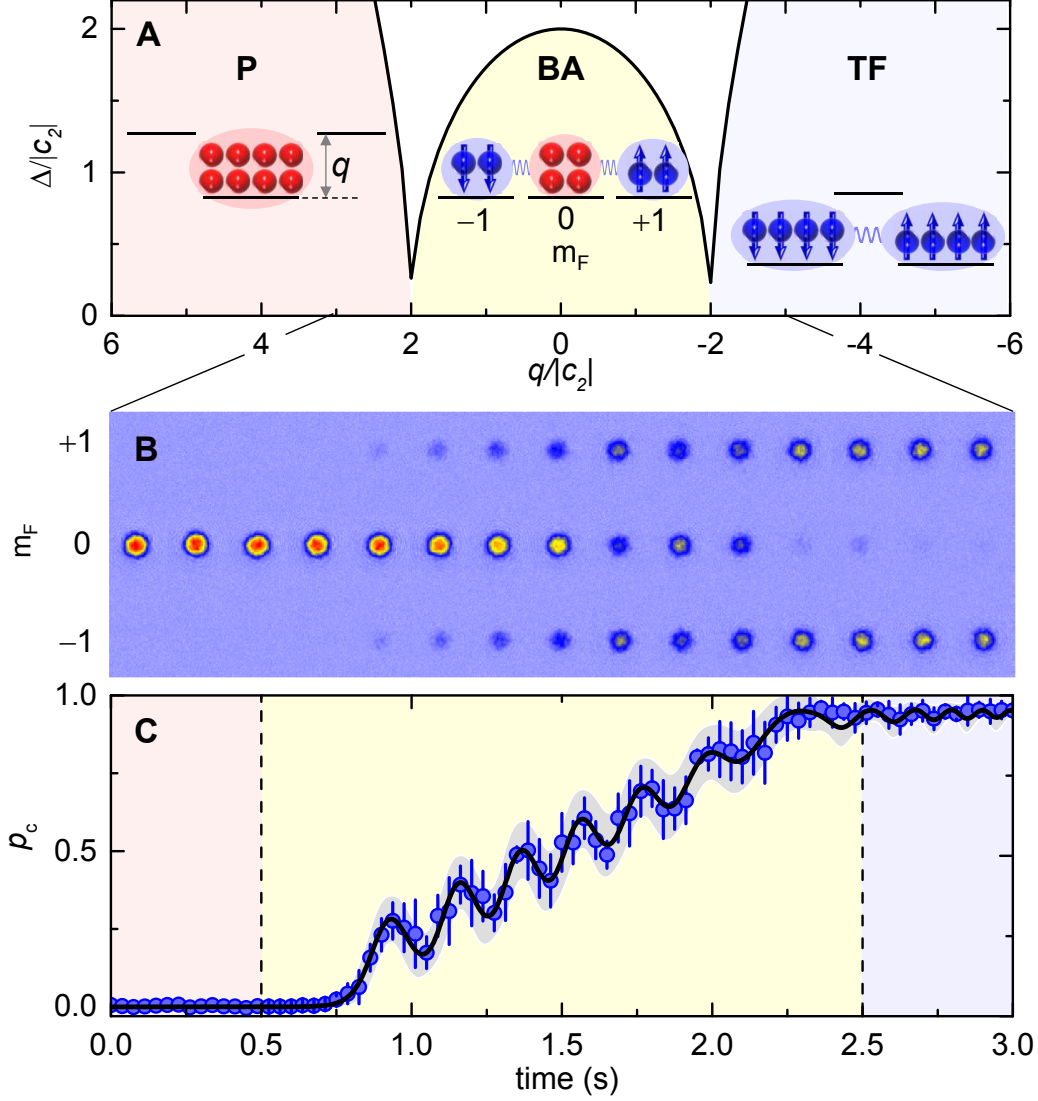 A
P
BA
TF
Δ/|c₂|
2
1
0
q
−1 0 +1
m_F
6 4 2 0 -2 -4 -6
q/|c₂|
B
+1
0
−1
m_F
C
p_c
1.0
0.5
0.0
0.0 0.5 1.0 1.5 2.0 2.5 3.0
time (s)